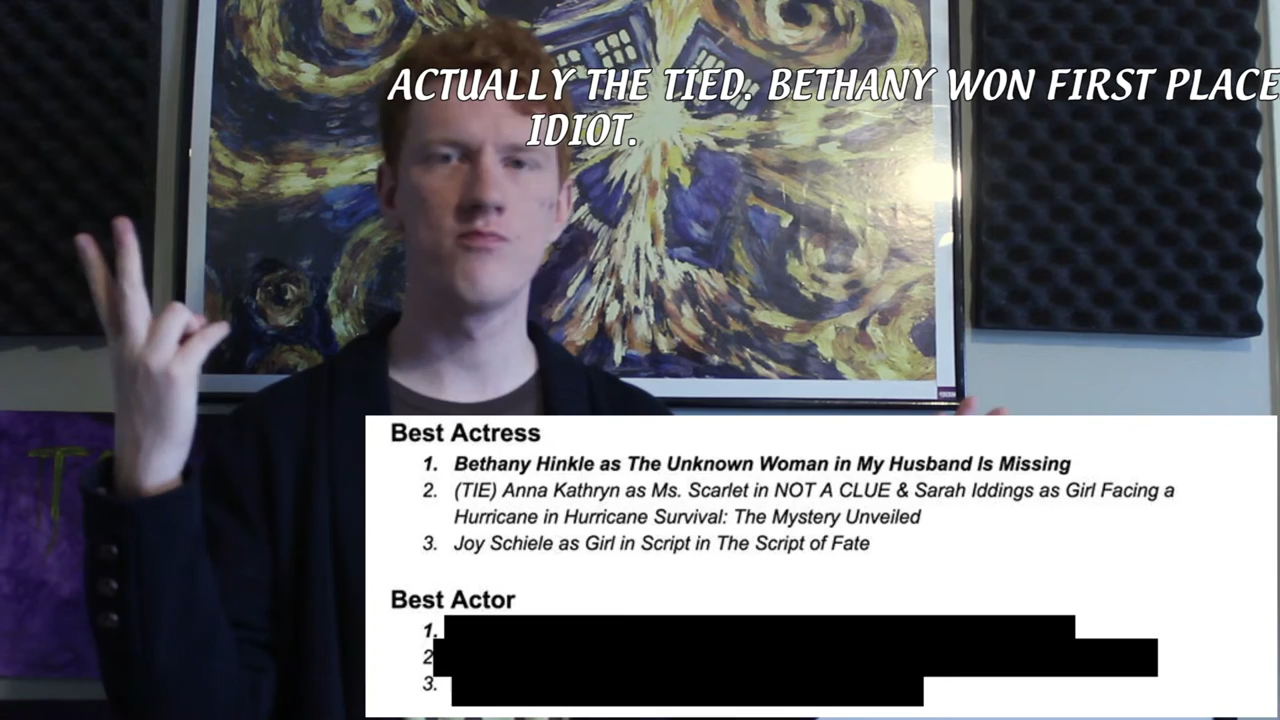 ACTUALLY THE TIED. BETHANY WON FIRST PLACE
IDIOT.
Best Actress
1. Bethany Hinkle as The Unknown Woman in My Husband Is Missing
2. (TIE) Anna Kathryn as Ms. Scarlet in NOT A CLUE & Sarah Iddings as Girl Facing a
Hurricane in Hurricane Survival: The Mystery Unveiled
3. Joy Schiele as Girl in Script in The Script of Fate
Best Actor
1.
2
3.